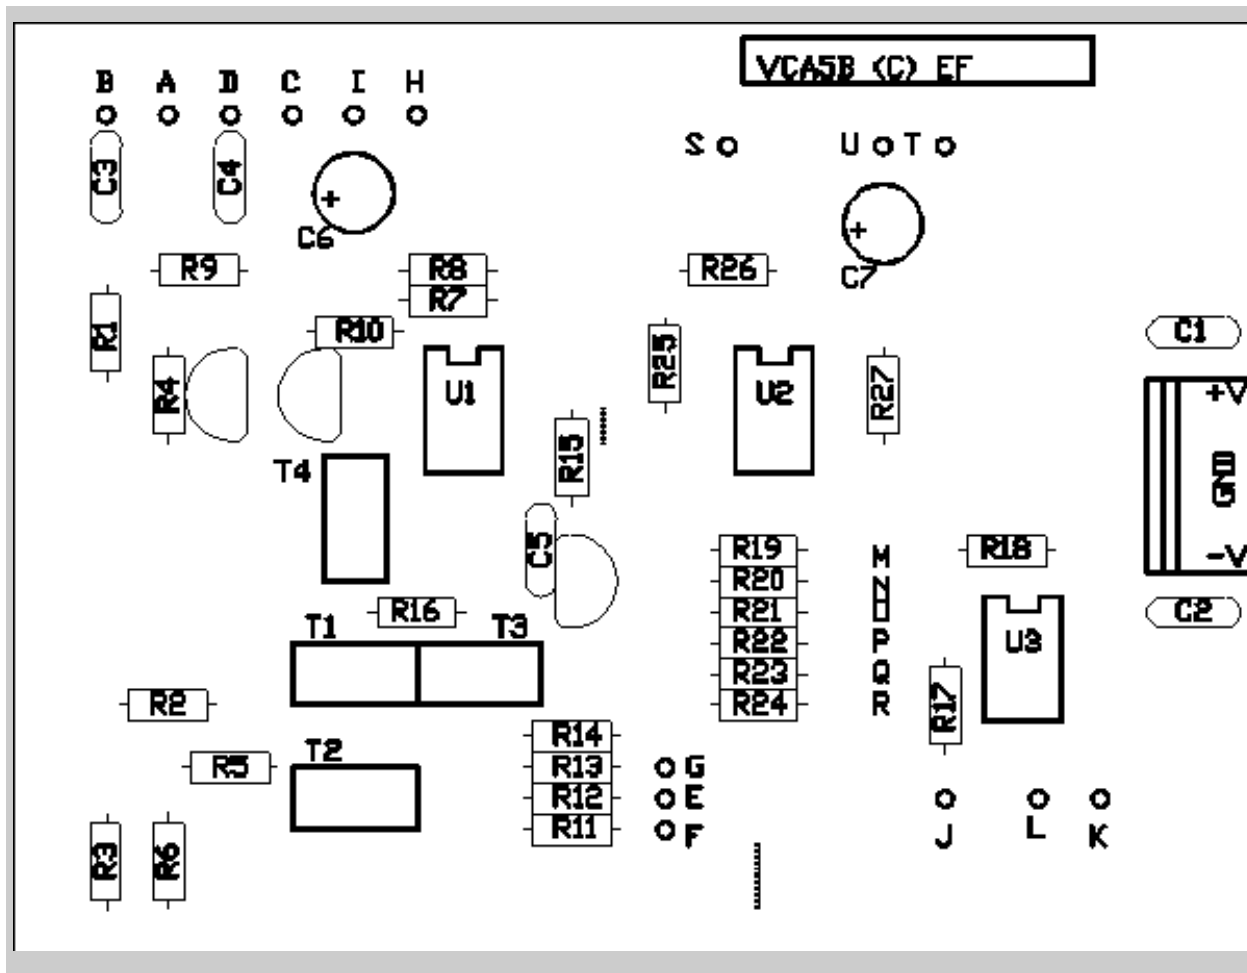 VCA5B (C) EF
B A D C I H
S U T
C3 C4
C6
C7
R9 R8 R26
R7
R1 R10 R25 C1
R4 U1 U2 R27 +V
T4 R15 GND
C5 R19 M R18 -V
R20 N
R16 R21 O C2
T1 T3 R22 P U3
R23 Q
R2 R24 R R17
R14
T2 R5 R13 G
R12 E
R11 F J L K
R3 R6